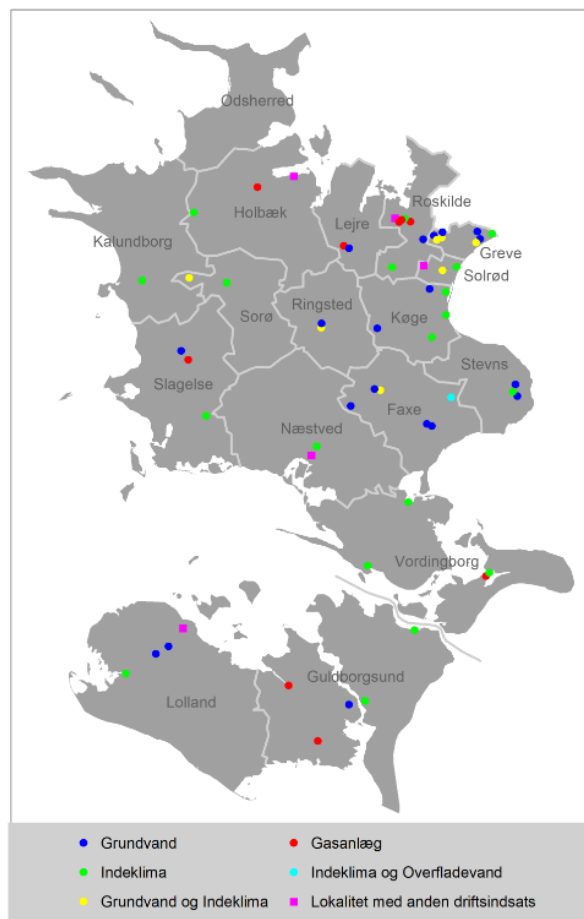 Odsherred
Roskilde
Holbæk
Lejre
Kalundborg
Greve
Solrød
Ringsted
Sorø
Køge
Stevns
Slagelse
Faxe
Næstved
Vordingborg
Guldborgsund
Lolland
Grundvand
Gasanlæg
Indeklima
Indeklima og Overfladevand
Grundvand og Indeklima
Lokalitet med anden driftsindsats